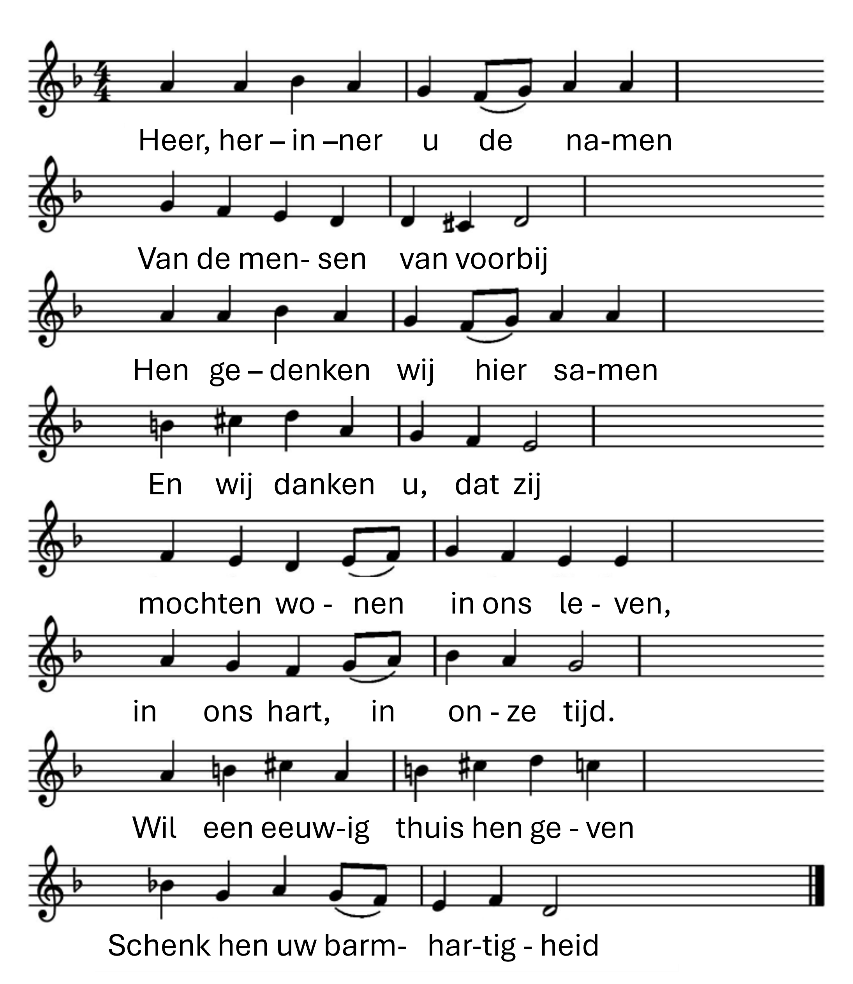 4
4
Heer, her – in –ner u de na-men
Van de men- sen van voorbij
Hen ge – denken wij hier sa-men
En wij danken u, dat zij
mochten wo - nen in ons le - ven,
in ons hart, in on - ze tijd.
Wil een eeuw-ig thuis hen ge - ven
Schenk hen uw barm- har-tig - heid